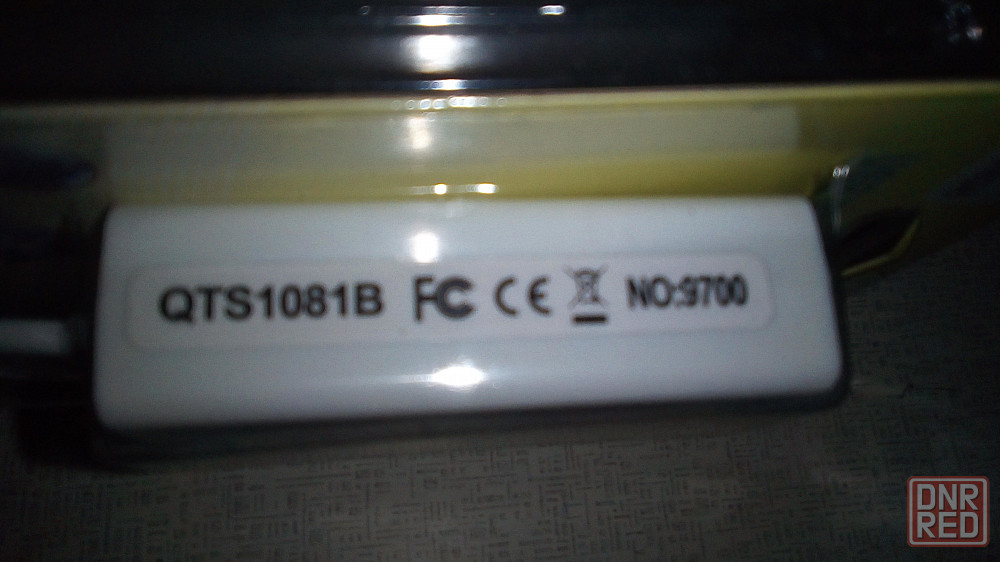 QTS1081B FC CE NO:9700
DNR
RED